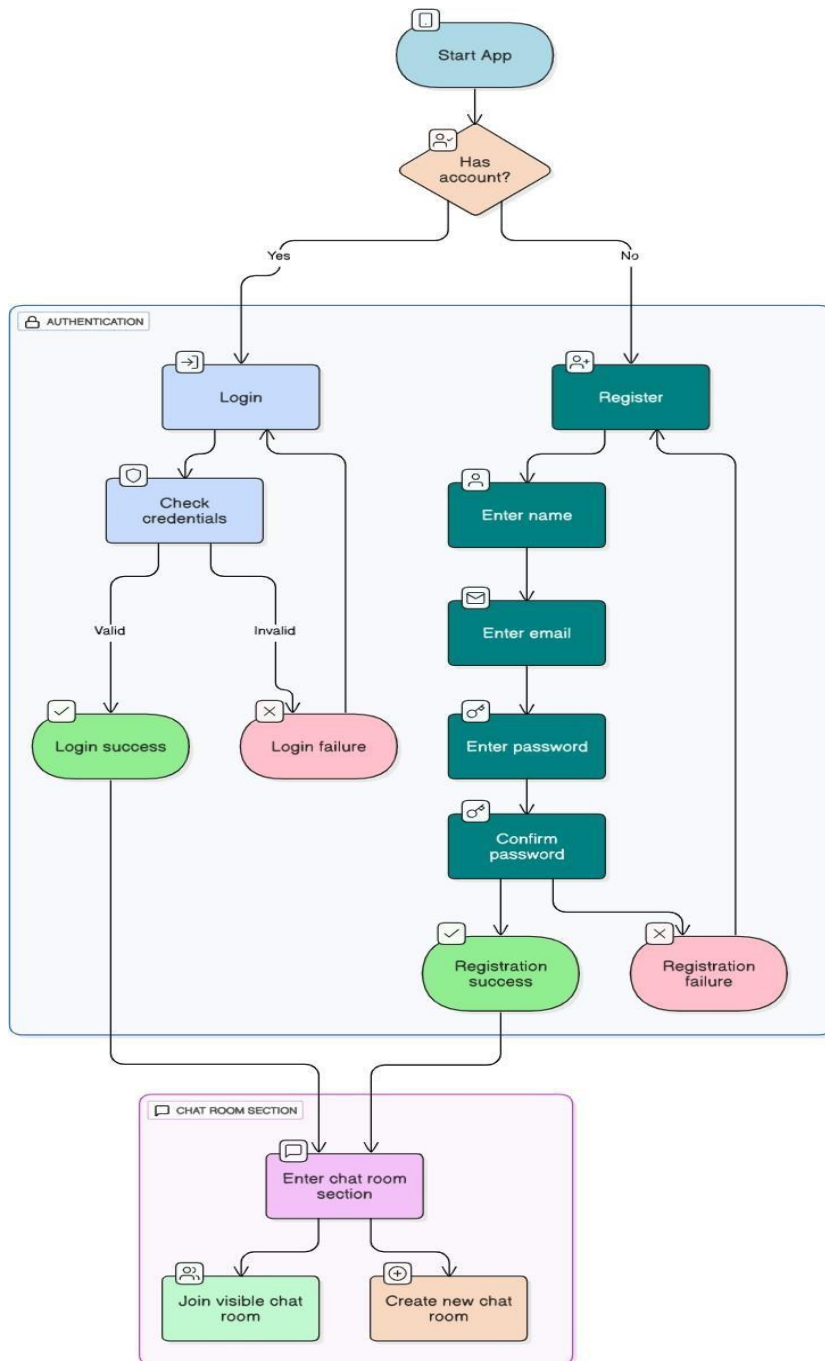 Start App
Has
account?
Yes
No
AUTHENTICATION
Login
Register
Check
credentials
Enter name
Valid
Invalid
Enter email
Login success
Login failure
Enter password
Confirm
password
Registration
success
Registration
failure
CHAT ROOM SECTION
Enter chat room
section
Join visible chat
room
Create new chat
room